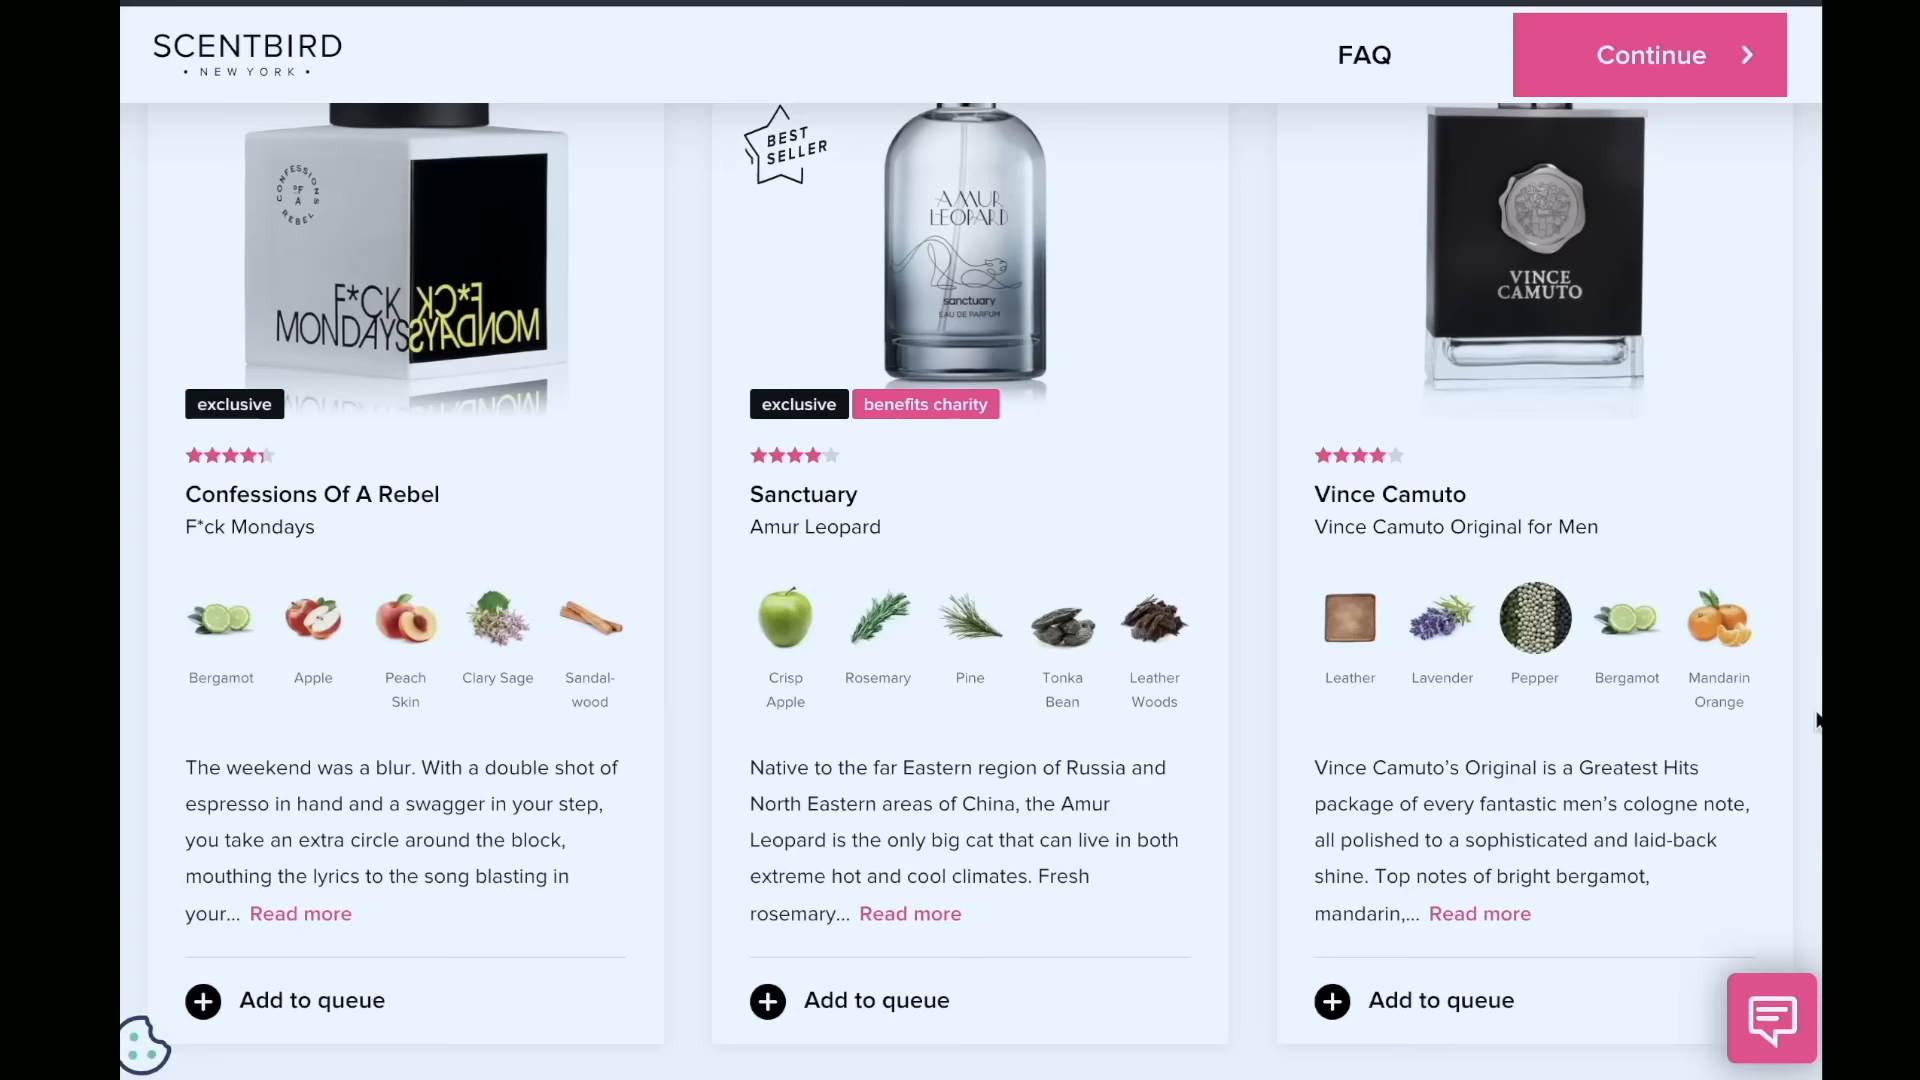 SCENTBIRD
• NEW YORK •
FAQ
Continue
CONFESSIONS OF A REBEL
F*CK
MONDAYS
F*CK
MONDAYS
exclusive
Confessions Of A Rebel
F*ck Mondays
Bergamot
Apple
Peach
Skin
Clary Sage
Sandal-
wood
The weekend was a blur. With a double shot of
espresso in hand and a swagger in your step,
you take an extra circle around the block,
mouthing the lyrics to the song blasting in
your... Read more
Add to queue
BEST
SELLER
AMUR
LEOPARD
sanctuary
EAU DE PARFUM
exclusive
benefits charity
Sanctuary
Amur Leopard
Crisp
Apple
Rosemary
Pine
Tonka
Bean
Leather
Woods
Native to the far Eastern region of Russia and
North Eastern areas of China, the Amur
Leopard is the only big cat that can live in both
extreme hot and cool climates. Fresh
rosemary... Read more
Add to queue
VINCE
CAMUTO
Vince Camuto
Vince Camuto Original for Men
Leather
Lavender
Pepper
Bergamot
Mandarin
Orange
Vince Camuto’s Original is a Greatest Hits
package of every fantastic men’s cologne note,
all polished to a sophisticated and laid-back
shine. Top notes of bright bergamot,
mandarin,... Read more
Add to queue